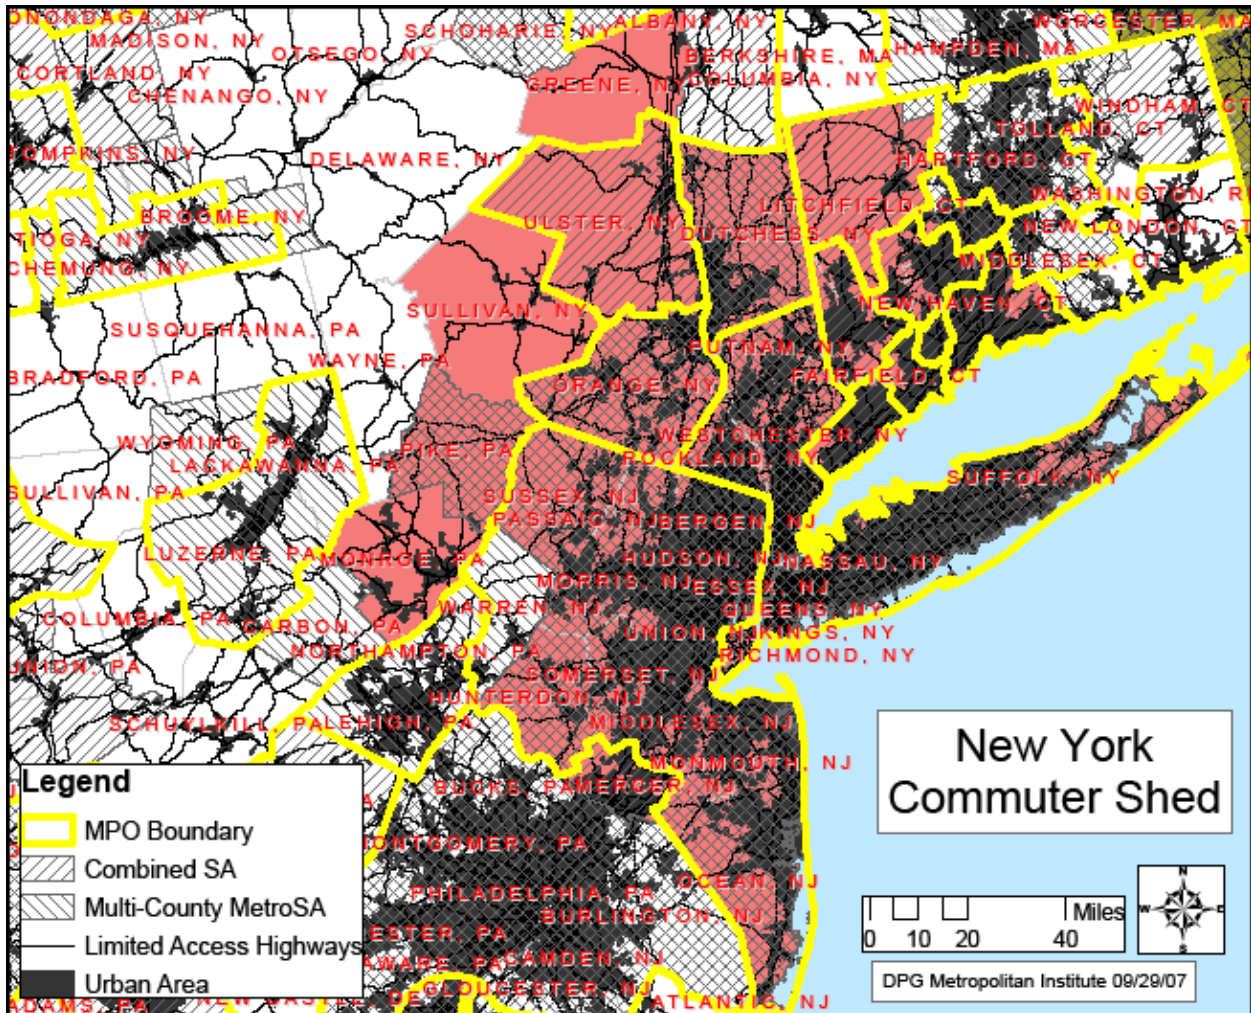 ONONDAGA, NY
MADISON, NY
OTSEGO, NY
SCHOHARIE, NY
ALBANY, NY
WORCESTER, MA
CORTLAND, NY
BERKSHIRE, MA
HAMPDEN, MA
CHENANGO, NY
GREENE, NY
COLUMBIA, NY
WINDHAM, CT
TOLLAND, CT
TOMPKINS, NY
DELAWARE, NY
HARTFORD, CT
BROOME, NY
ULSTER, NY
LITCHFIELD, CT
WASHINGTON, RI
TIOGA, NY
DUTCHESS, NY
NEW LONDON, CT
CHEMUNG, NY
MIDDLESEX, CT
SUSQUEHANNA, PA
SULLIVAN, NY
NEW HAVEN, CT
WAYNE, PA
PUTNAM, NY
BRADFORD, PA
ORANGE, NY
FAIRFIELD, CT
WYOMING, PA
PIKE, PA
WESTCHESTER, NY
LACKAWANNA, PA
ROCKLAND, NY
SULLIVAN, PA
SUSSEX, NJ
SUFFOLK, NY
PASSAIC, NJ
BERGEN, NJ
LUZERNE, PA
MONROE, PA
HUDSON, NJ
NASSAU, NY
MORRIS, NJ
ESSEX, NJ
WARREN, NJ
QUEENS, NY
COLUMBIA, PA
CARBON, PA
UNION, NJ
KINGS, NY
UNION, PA
NORTHAMPTON, PA
RICHMOND, NY
SOMERSET, NJ
HUNTERDON, NJ
SCHUYLKILL, PA
LEHIGH, PA
MIDDLESEX, NJ
MONMOUTH, NJ
BUCKS, PA
MERCER, NJ
MONTGOMERY, PA
PHILADELPHIA, PA
OCEAN, NJ
BURLINGTON, NJ
ESTER, PA
AWARE, PA
CAMDEN, NJ
GLOUCESTER, NJ
ADAMS, PA
NEW CASTLE, DE
ATLANTIC, NJ
New York
Commuter Shed
Legend
MPO Boundary
Combined SA
Multi-County MetroSA
Limited Access Highways
Urban Area
Miles
0 10 20 40
N
W E
S
DPG Metropolitan Institute 09/29/07